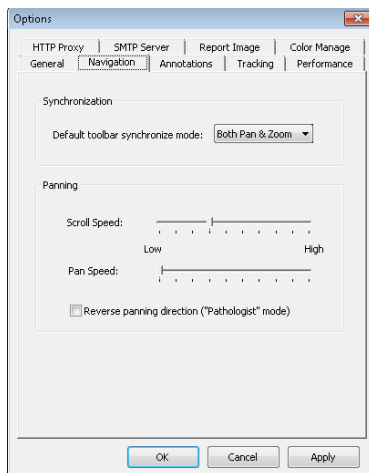 Options
HTTP Proxy SMTP Server Report Image Color Manage
General Navigation Annotations Tracking Performance
Synchronization
Default toolbar synchronize mode: Both Pan & Zoom
Panning
Scroll Speed:
Low High
Pan Speed:
Reverse panning direction ("Pathologist" mode)
OK Cancel Apply